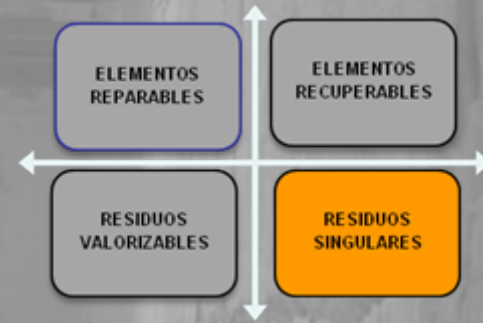 ELEMENTOS
REPARABLES
ELEMENTOS
RECUPERABLES
RESIDUOS
VALORIZABLES
RESIDUOS
SINGULARES